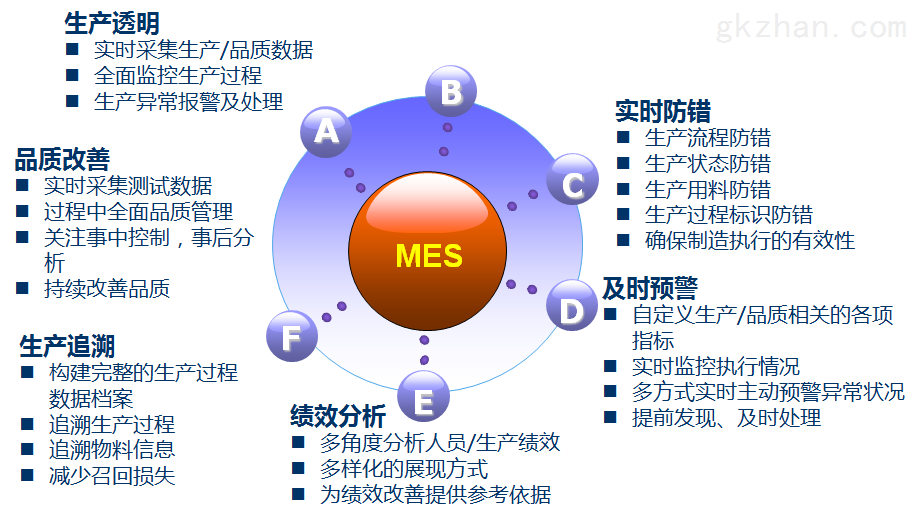 生产透明
■ 实时采集生产/品质数据
■ 全面监控生产过程
■ 生产异常报警及处理
gkzhan.com
品质改善
■ 实时采集测试数据
■ 过程中全面品质管理
■ 关注事中控制，事后分
析
■ 持续改善品质
生产追溯
■ 构建完整的生产过程
数据档案
■ 追溯生产过程
■ 追溯物料信息
■ 减少召回损失
A
B
C
D
E
F
MES
实时防错
■ 生产流程防错
■ 生产状态防错
■ 生产用料防错
■ 生产过程标识防错
■ 确保制造执行的有效性
及时预警
■ 自定义生产/品质相关的各项
指标
■ 实时监控执行情况
■ 多方式实时主动预警异常状况
■ 提前发现、及时处理
绩效分析
■ 多角度分析人员/生产绩效
■ 多样化的展现方式
■ 为绩效改善提供参考依据